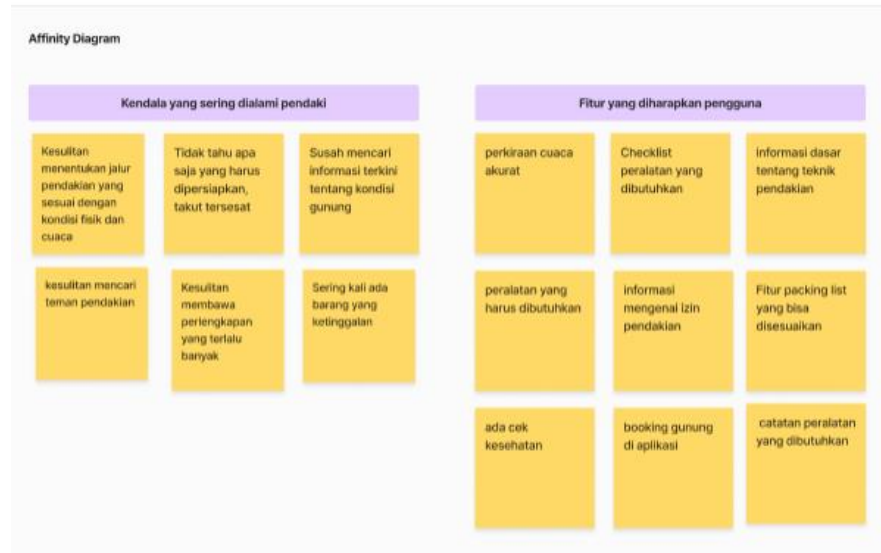 Affinity Diagram
Kendala yang sering dialami pendaki
Kesulitan
menentukan jalur
pendakian yang
sesuai dengan
kondisi fisik dan
cuaca
Tidak tahu apa
saja yang harus
dipersiapkan,
takut tersesat
Susah mencari
informasi terkini
tentang kondisi
gunung
kesulitan mencari
teman pendakian
Kesulitan
membawa
perlengkapan
yang terlalu
banyak
Sering kali ada
barang yang
ketinggalan
Fitur yang diharapkan pengguna
perkiraan cuaca
akurat
Checklist
peralatan yang
dibutuhkan
informasi dasar
tentang teknik
pendakian
peralatan yang
harus dibutuhkan
informasi
mengenai izin
pendakian
Fitur packing list
yang bisa
disesuaikan
ada cek
kesehatan
booking gunung
di aplikasi
catatan peralatan
yang dibutuhkan